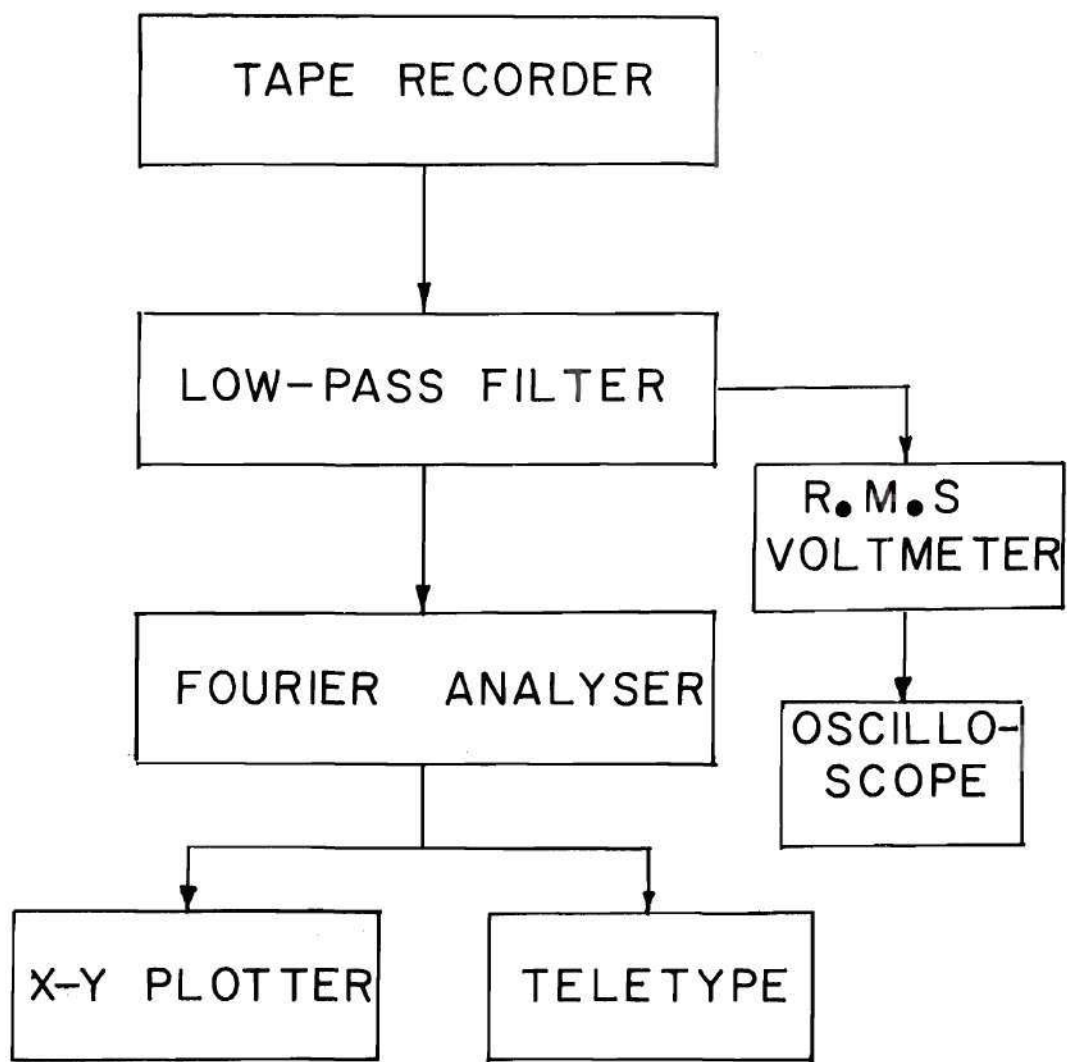 TAPE RECORDER
LOW-PASS FILTER
R.M.S
VOLTMETER
FOURIER ANALYSER
OSCILLO-
SCOPE
X-Y PLOTTER
TELETYPE